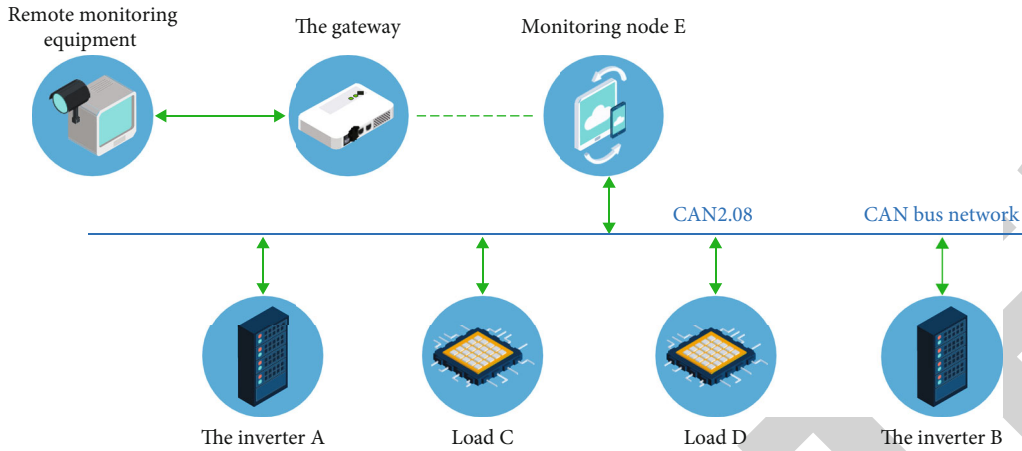 Remote monitoring
equipment
The gateway
Monitoring node E
CAN2.08
CAN bus network
The inverter A
Load C
Load D
The inverter B